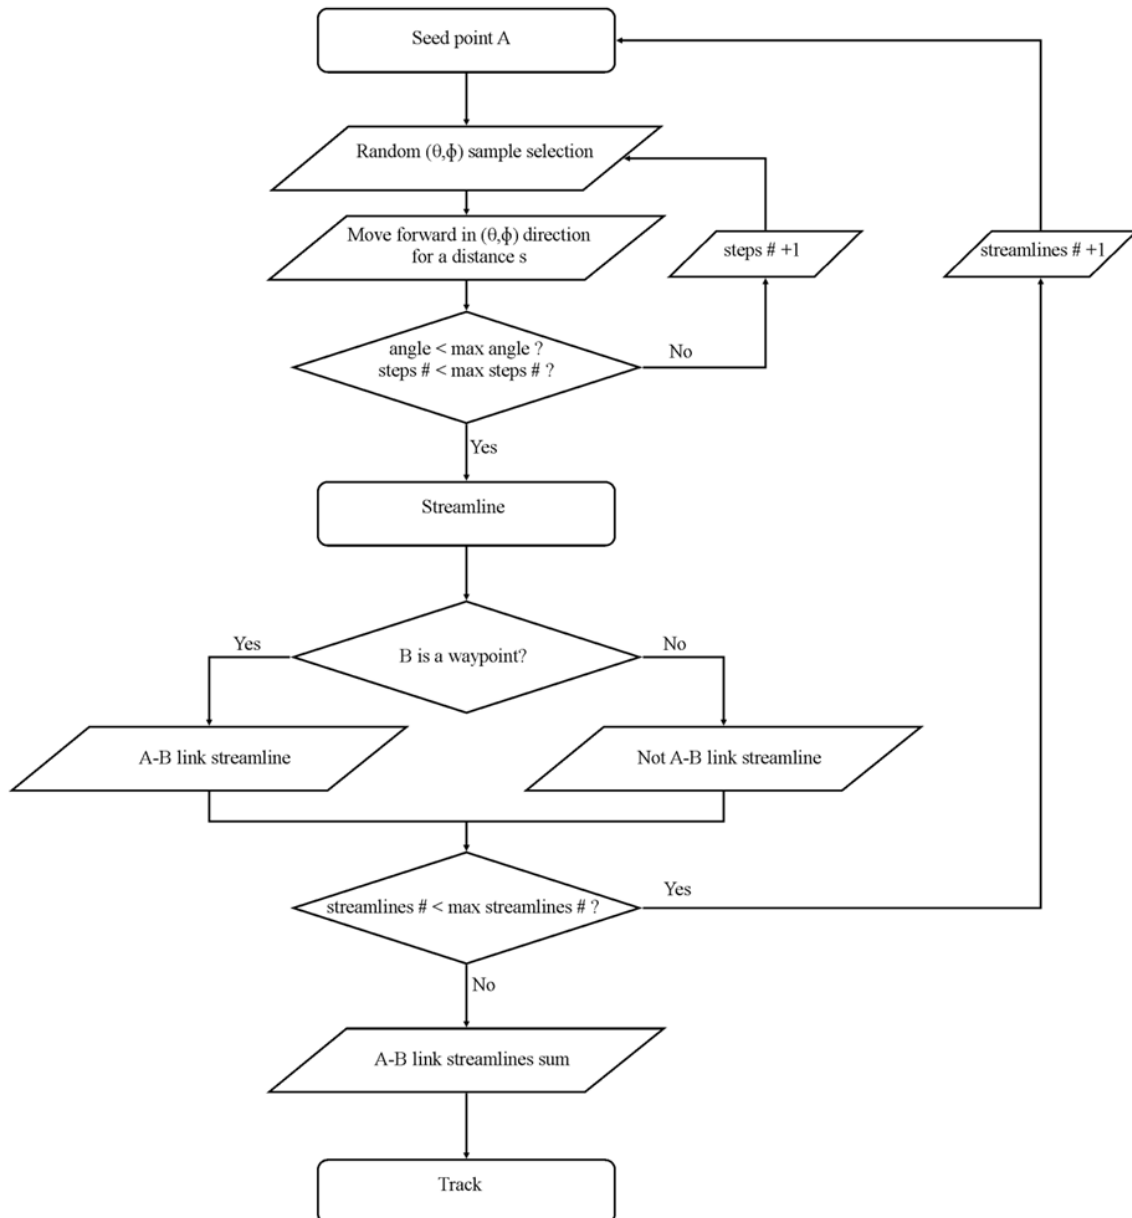 Seed point A
Random (θ,ϕ) sample selection
Move forward in (θ,ϕ) direction
for a distance s
steps # +1
streamlines # +1
angle < max angle ?
steps # < max steps # ?
No
Yes
Streamline
Yes
B is a waypoint?
No
A-B link streamline
Not A-B link streamline
streamlines # < max streamlines # ?
Yes
No
A-B link streamlines sum
Track